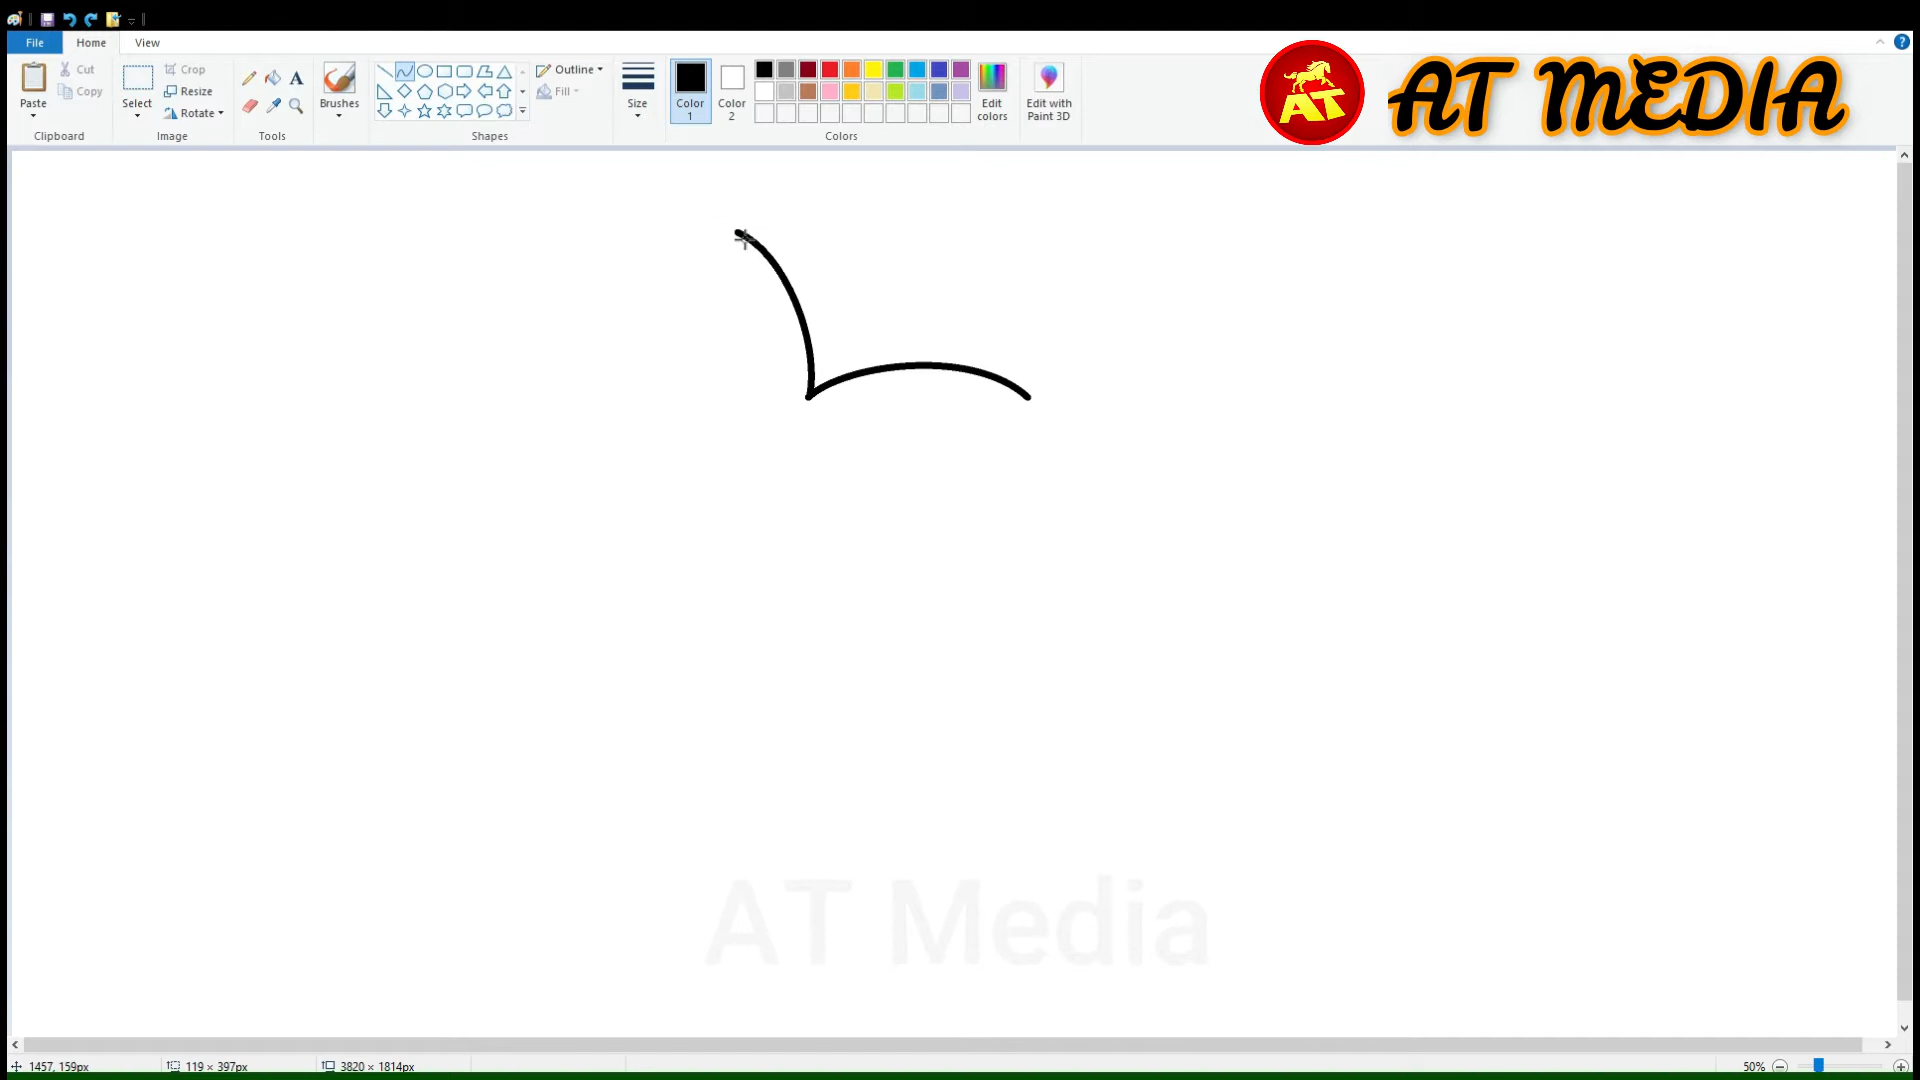 File Home View
Paste
Cut
Copy
Clipboard
Select
Crop
Resize
Rotate
Image
A
Tools
Brushes
Shapes
Outline
Fill
Size
Color 1
Color 2
Edit colors
Colors
Edit with Paint 3D
?
AT
AT MEDIA
AT Media
1457, 159px 119 × 397px 3820 × 1814px 50%